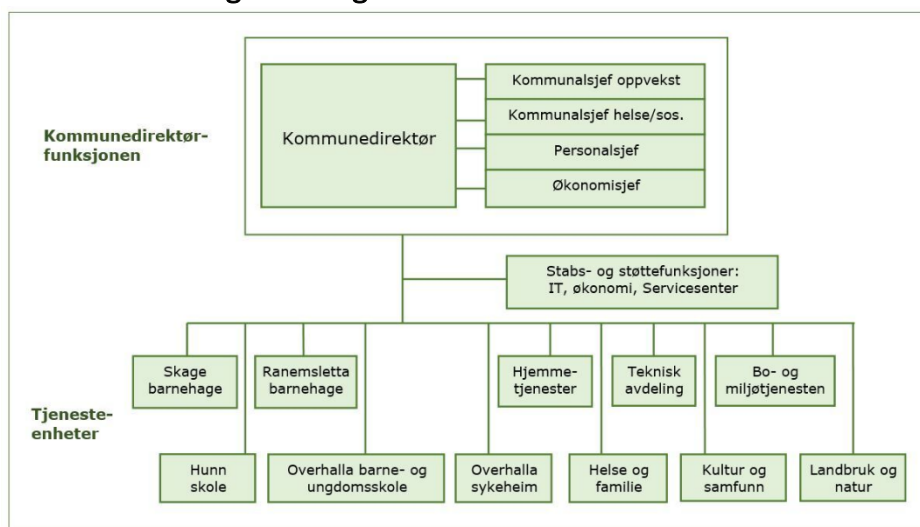 Kommunedirektør-
funksjonen
Kommunedirektør
Kommunalsjef oppvekst
Kommunalsjef helse/sos.
Personalsjef
Økonomisjef
Stabs- og støttefunksjoner:
IT, økonomi, Servicesenter
Tjeneste-
enheter
Skage
barnehage
Ranemsletta
barnehage
Hjemme-
tjenester
Teknisk
avdeling
Bo- og
miljøtjenesten
Hunn
skole
Overhalla barne- og
ungdomsskole
Overhalla
sykeheim
Helse og
familie
Kultur og
samfunn
Landbruk og
natur